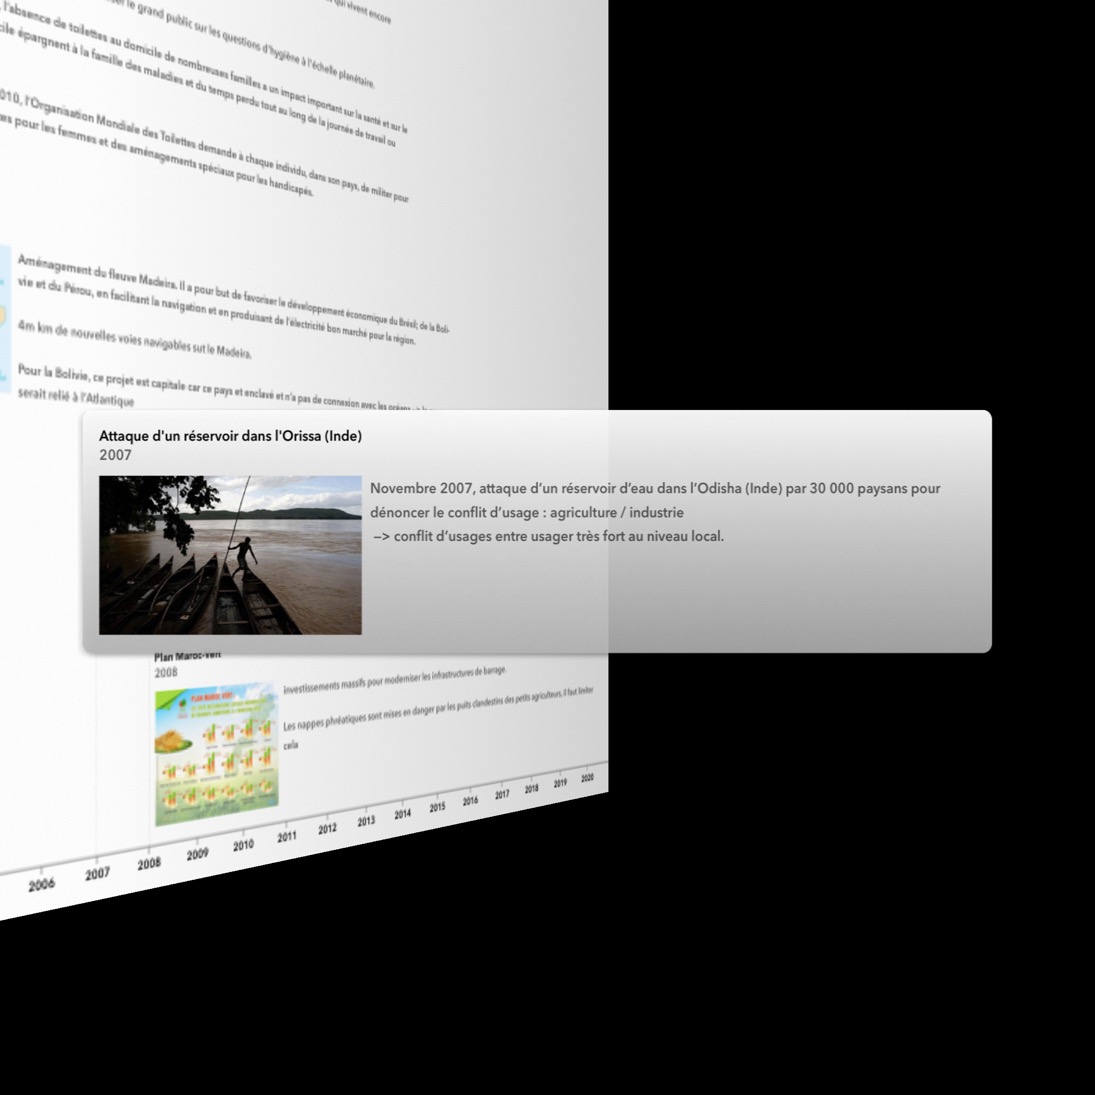 qui vivent encore
le grand public sur les questions d'hygiène à l'échelle planétaire.
l'absence de toilettes au domicile de nombreuses familles a un impact important sur la santé et sur le
épargnent à la famille des maladies et du temps perdu tout au long de la journée de travail ou
010, l'Organisation Mondiale des Toilettes demande à chaque individu, dans son pays, de militer pour
pour les femmes et des aménagements spéciaux pour les handicapés.
Aménagement du fleuve Madeira. Il a pour but de favoriser le développement économique du Brésil; de la Boli-
vie et du Pérou, en facilitant la navigation et en produisant de l'électricité bon marché pour la région.
4m km de nouvelles voies navigables sut le Madeira.
Pour la Bolivie, ce projet est capitale car ce pays et enclavé et n'a pas de connexion avec les océans
serait relié à l'Atlantique
Attaque d'un réservoir dans l'Orissa (Inde)
2007
Novembre 2007, attaque d’un réservoir d’eau dans l’Odisha (Inde) par 30 000 paysans pour
dénoncer le conflit d’usage : agriculture / industrie
–> conflit d’usages entre usager très fort au niveau local.
Plan Maroc-vert
2008
PLAN MAROC VERT
investissements massifs pour moderniser les infrastructures de barrage.
Les nappes phréatiques sont mises en danger par les puits clandestins des petits agriculteurs, il faut limiter
cela
2006 2007 2008 2009 2010 2011 2012 2013 2014 2015 2016 2017 2018 2019 2020